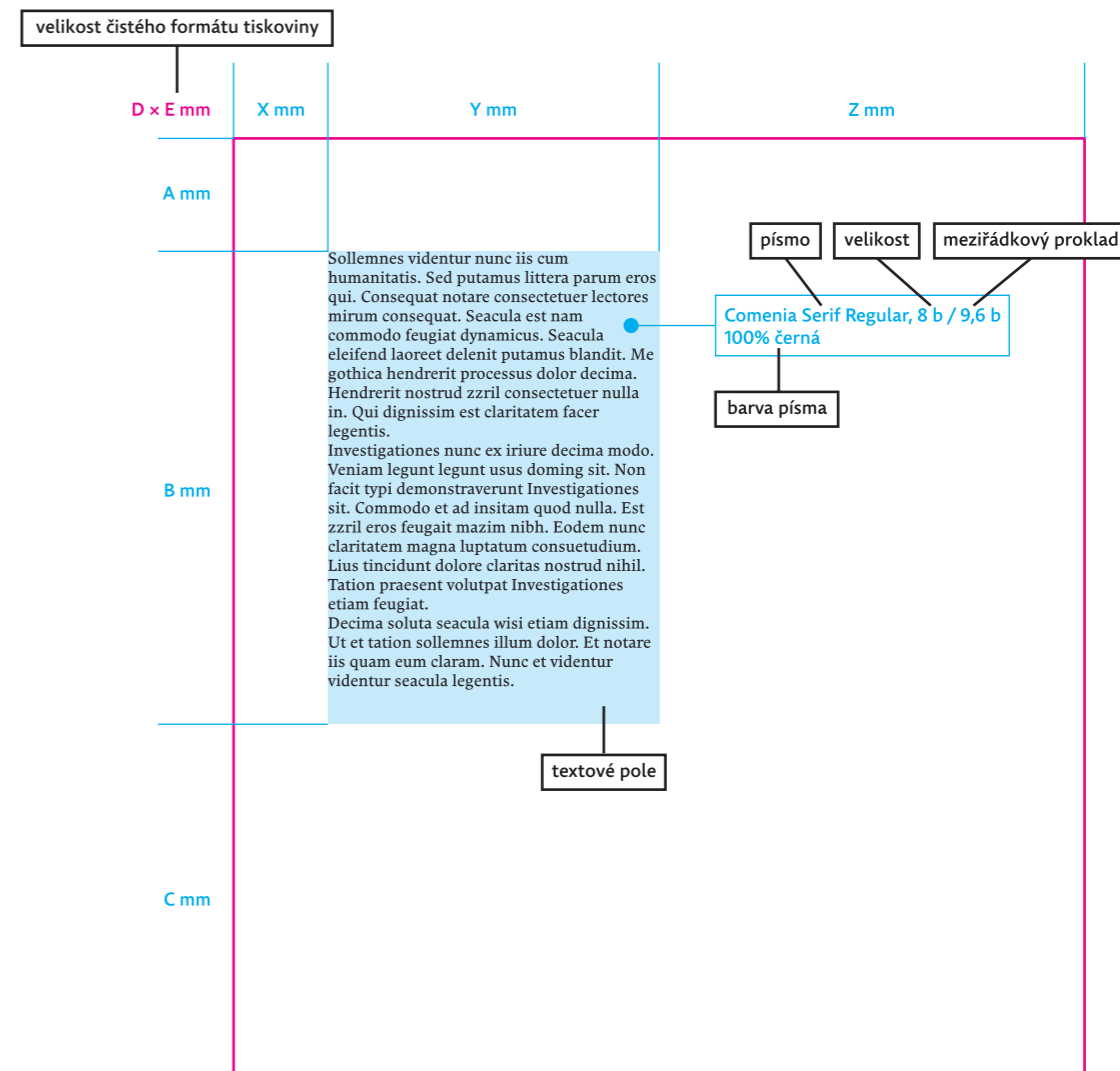 velikost čistého formátu tiskoviny
D × E mm
X mm
Y mm
Z mm
A mm
Sollemnes videntur nunc iis cum
humanitatis. Sed putamus littera parum eros
qui. Consequat notare consectetuer lectores
mirum consequat. Seacula est nam
commodo feugiat dynamicus. Seacula
eleifend laoreet delenit putamus blandit. Me
gothica hendrerit processus dolor decima.
Hendrerit nostrud zzril consectetuer nulla
in. Qui dignissim est claritatem facer
legentis.
Investigationes nunc ex iriure decima modo.
Veniam legunt legunt usus doming sit. Non
facit typi demonstraverunt Investigationes
sit. Commodo et ad insitam quod nulla. Est
zzril eros feugait mazim nibh. Eodem nunc
claritatem magna luptatum consuetudium.
Lius tincidunt dolore claritas nostrud nihil.
Tation praesent volutpat Investigationes
etiam feugiat.
Decima soluta seacula wisi etiam dignissim.
Ut et tation sollemnes illum dolor. Et notare
iis quam eum claram. Nunc et videntur
videntur seacula legentis.
písmo
velikost
meziřádkový proklad
Comenia Serif Regular, 8 b / 9,6 b
100% černá
barva písma
B mm
textové pole
C mm